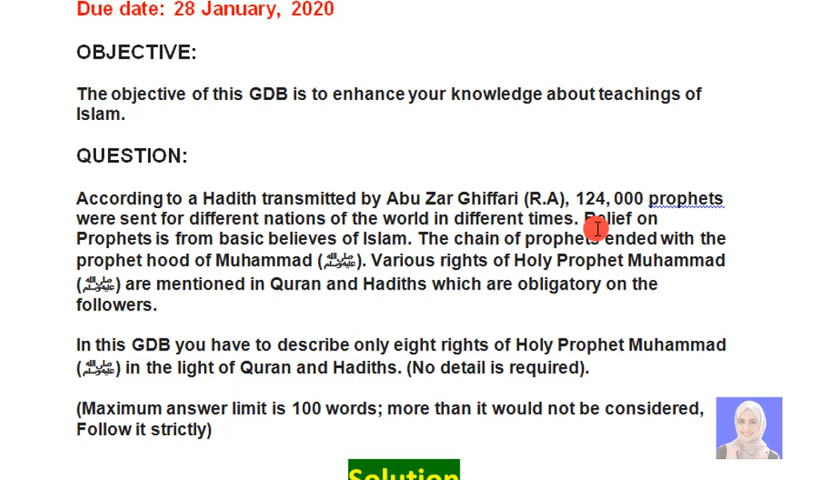 Due date: 28 January, 2020
OBJECTIVE:
The objective of this GDB is to enhance your knowledge about teachings of
Islam.
QUESTION:
According to a Hadith transmitted by Abu Zar Ghiffari (R.A), 124,000 prophets
were sent for different nations of the world in different times. Belief on
Prophets is from basic believes of Islam. The chain of prophets ended with the
prophet hood of Muhammad (ﷺ). Various rights of Holy Prophet Muhammad
(ﷺ) are mentioned in Quran and Hadiths which are obligatory on the
followers.
In this GDB you have to describe only eight rights of Holy Prophet Muhammad
(ﷺ) in the light of Quran and Hadiths. (No detail is required).
(Maximum answer limit is 100 words; more than it would not be considered,
Follow it strictly)
Solution